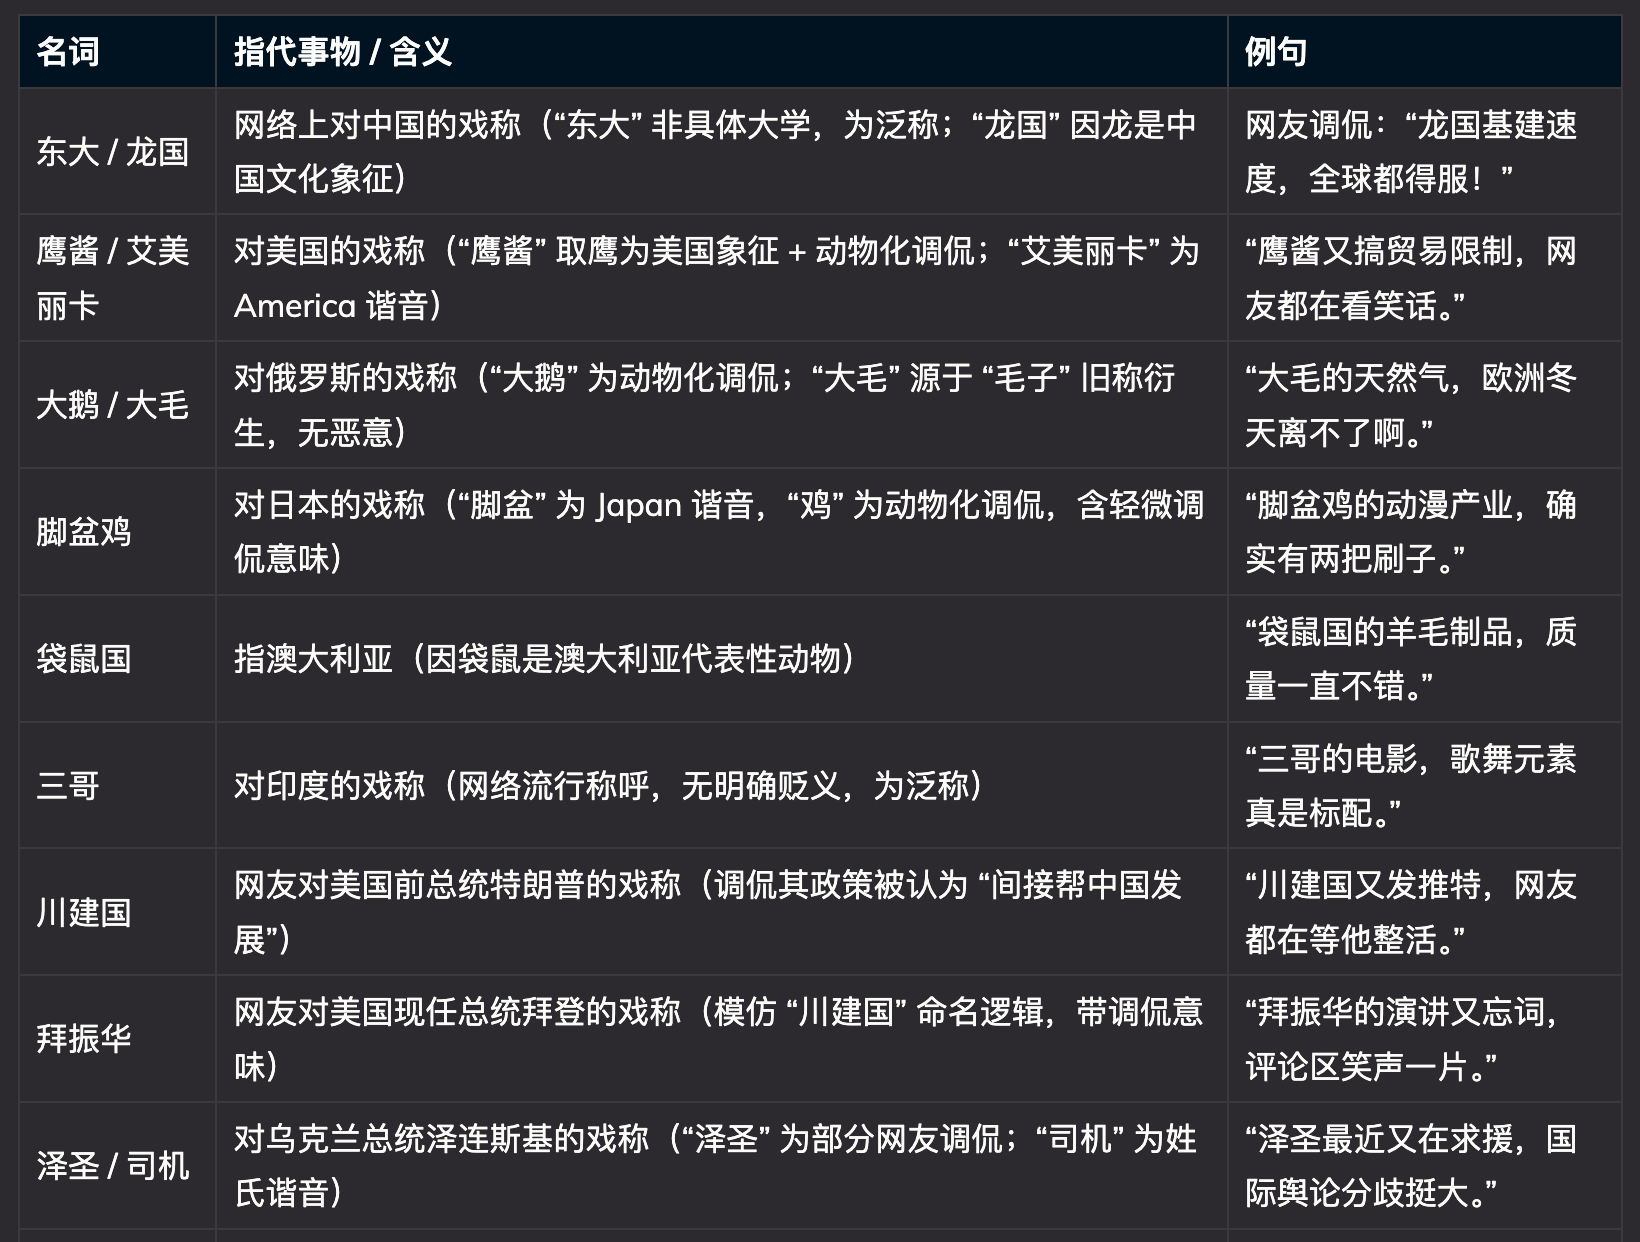 名词
指代事物 / 含义
例句
东大 / 龙国
网络上对中国的戏称（“东大” 非具体大学，为泛称；“龙国” 因龙是中
国文化象征）
网友调侃：“龙国基建速
度，全球都得服！”
鹰酱 / 艾美
丽卡
对美国的戏称（“鹰酱” 取鹰为美国象征 + 动物化调侃；“艾美丽卡” 为
America 谐音）
“鹰酱又搞贸易限制，网
友都在看笑话。”
大鹅 / 大毛
对俄罗斯的戏称（“大鹅” 为动物化调侃；“大毛” 源于 “毛子” 旧称衍
生，无恶意）
“大毛的天然气，欧洲冬
天离不了啊。”
脚盆鸡
对日本的戏称（“脚盆” 为 Japan 谐音，“鸡” 为动物化调侃，含轻微调
侃意味）
“脚盆鸡的动漫产业，确
实有两把刷子。”
袋鼠国
指澳大利亚（因袋鼠是澳大利亚代表性动物）
“袋鼠国的羊毛制品，质
量一直不错。”
三哥
对印度的戏称（网络流行称呼，无明确贬义，为泛称）
“三哥的电影，歌舞元素
真是标配。”
川建国
网友对美国前总统特朗普的戏称（调侃其政策被认为 “间接帮中国发
展”）
“川建国又发推特，网友
都在等他整活。”
拜振华
网友对美国现任总统拜登的戏称（模仿 “川建国” 命名逻辑，带调侃意
味）
“拜振华的演讲又忘词，
评论区笑声一片。”
泽圣 / 司机
对乌克兰总统泽连斯基的戏称（“泽圣” 为部分网友调侃；“司机” 为姓
氏谐音）
“泽圣最近又在求援，国
际舆论分歧挺大。”